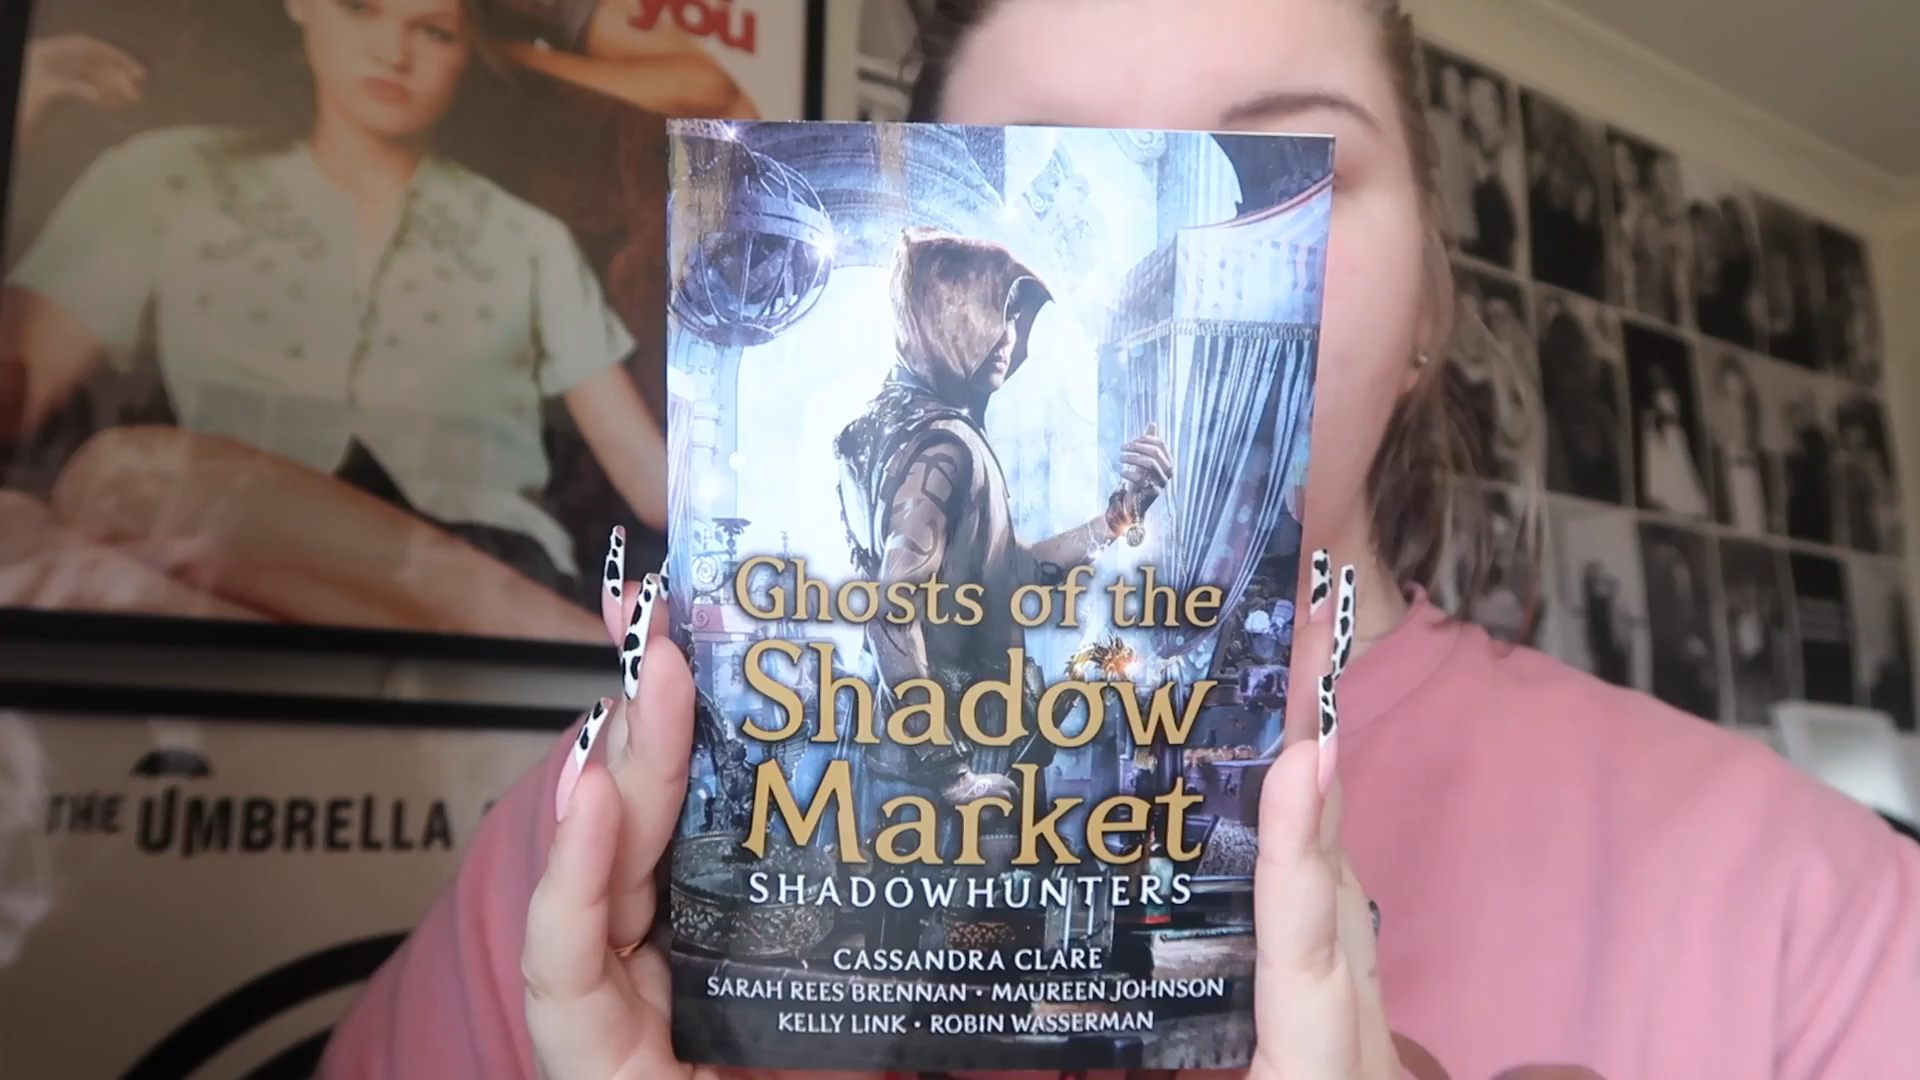 you
Ghosts of the
Shadow
Market
SHADOWHUNTERS
CASSANDRA CLARE
SARAH REES BRENNAN • MAUREEN JOHNSON
KELLY LINK • ROBIN WASSERMAN
THE UMBRELLA